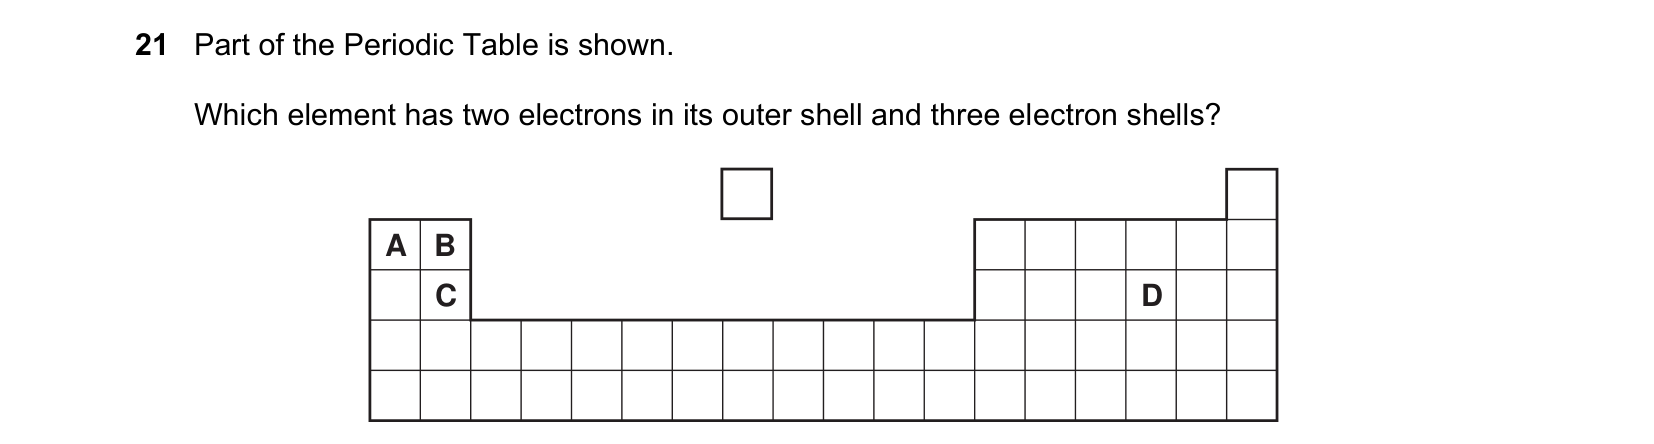 21 Part of the Periodic Table is shown.
Which element has two electrons in its outer shell and three electron shells?
A B
C D